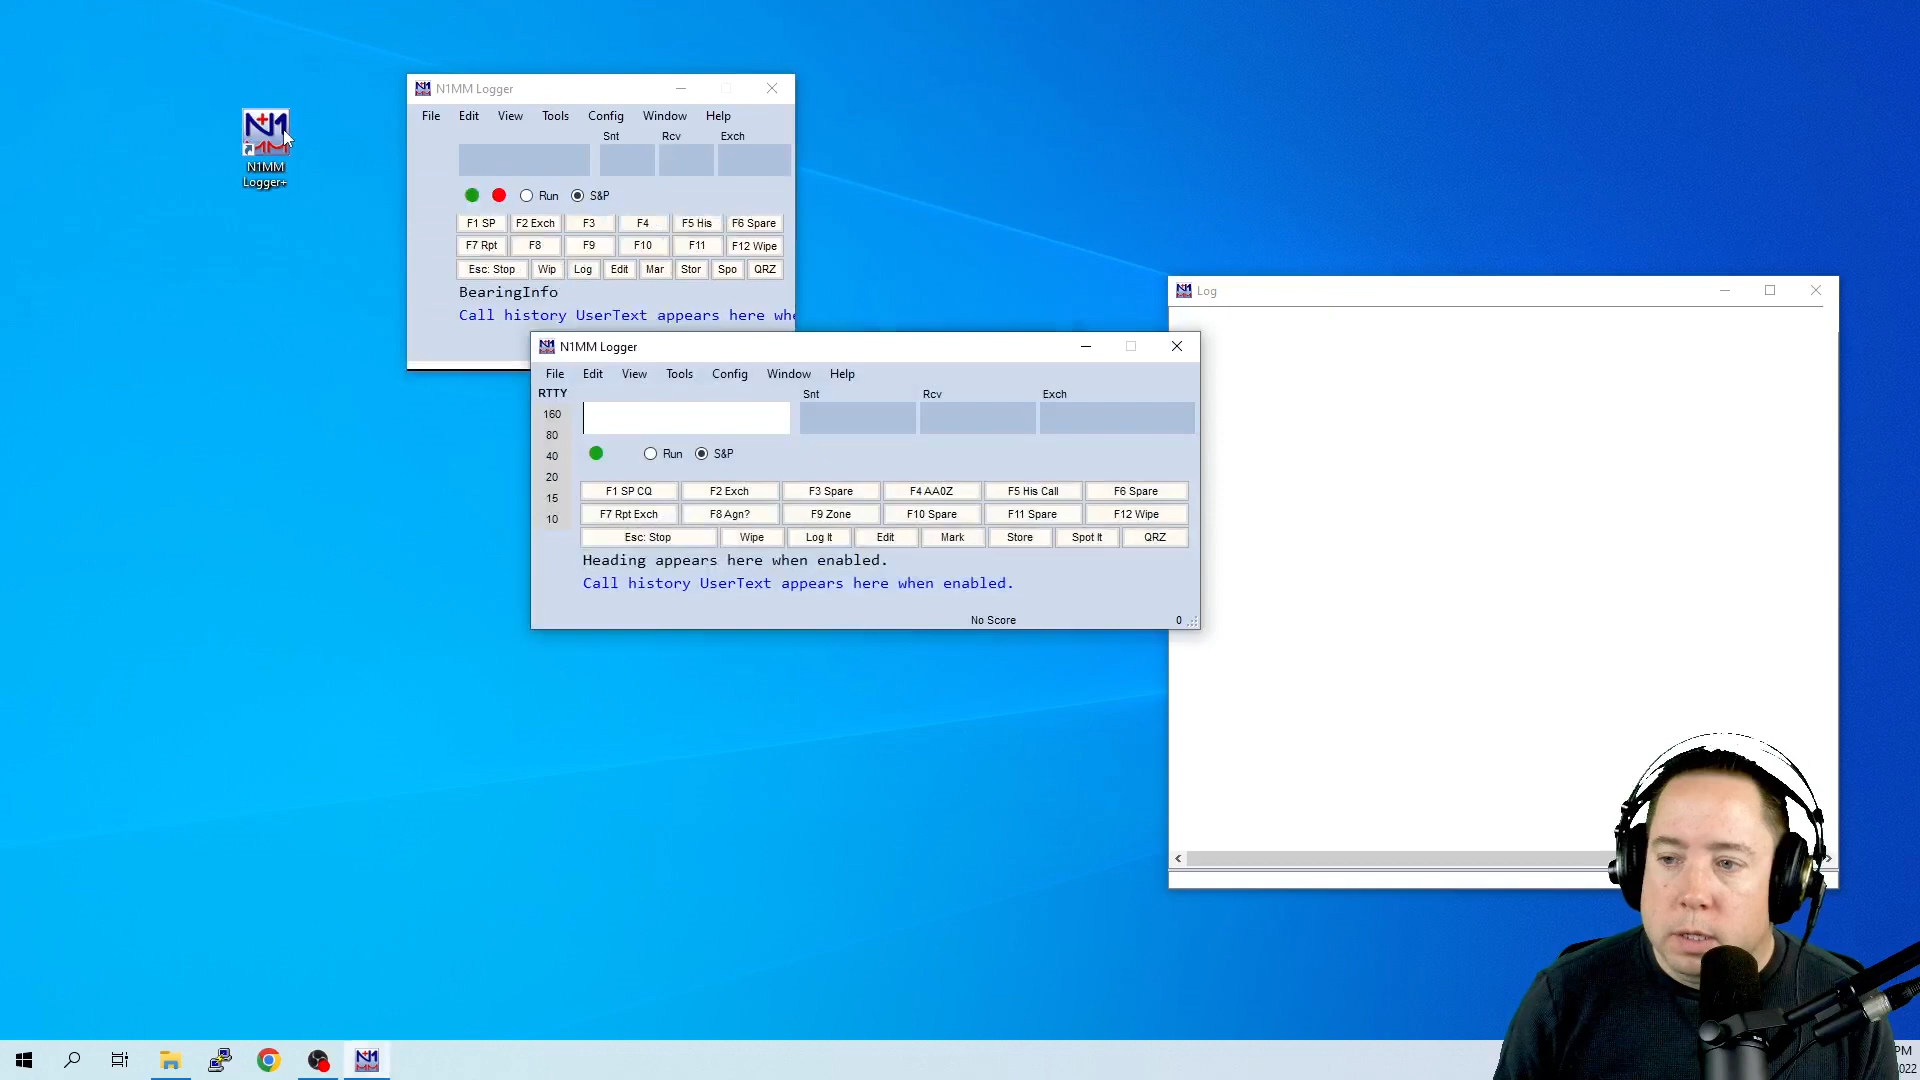 N1MM
Logger+
N1MM Logger
File Edit View Tools Config Window Help
Snt Rcv Exch
Run S&P
F1 SP F2 Exch F3 F4 F5 His F6 Spare
F7 Rpt F8 F9 F10 F11 F12 Wipe
Esc: Stop Wip Log Edit Mar Stor Spo QRZ
BearingInfo
Call history UserText appears here whe
N1MM Logger
File Edit View Tools Config Window Help
RTTY Snt Rcv Exch
160
80
40 Run S&P
20
15
10
F1 SP CQ F2 Exch F3 Spare F4 AA0Z F5 His Call F6 Spare
F7 Rpt Exch F8 Agn? F9 Zone F10 Spare F11 Spare F12 Wipe
Esc: Stop Wipe Log It Edit Mark Store Spot It QRZ
Heading appears here when enabled.
Call history UserText appears here when enabled.
No Score 0
Log
PM
022